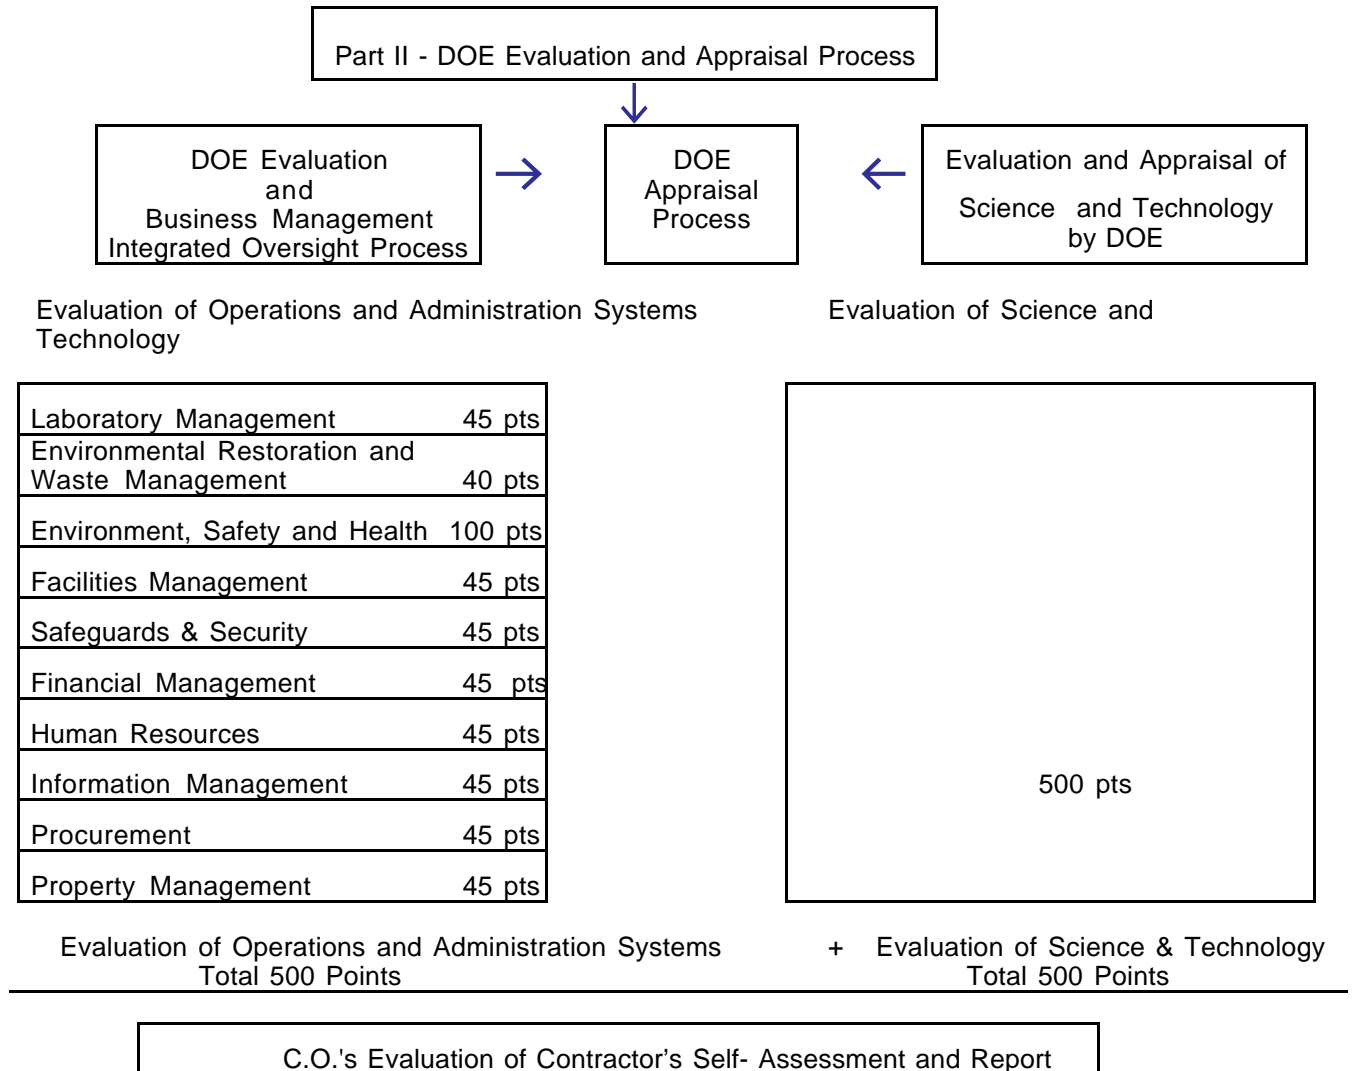 Part II - DOE Evaluation and Appraisal Process
DOE Evaluation
and
Business Management
Integrated Oversight Process
DOE
Appraisal
Process
Evaluation and Appraisal of
Science and Technology
by DOE
Evaluation of Operations and Administration Systems Evaluation of Science and
Technology
Laboratory Management 45 pts
Environmental Restoration and
Waste Management 40 pts
Environment, Safety and Health 100 pts
Facilities Management 45 pts
Safeguards & Security 45 pts
Financial Management 45 pts
Human Resources 45 pts
Information Management 45 pts
Procurement 45 pts
Property Management 45 pts
500 pts
Evaluation of Operations and Administration Systems + Evaluation of Science & Technology
Total 500 Points Total 500 Points
C.O.'s Evaluation of Contractor's Self- Assessment and Report